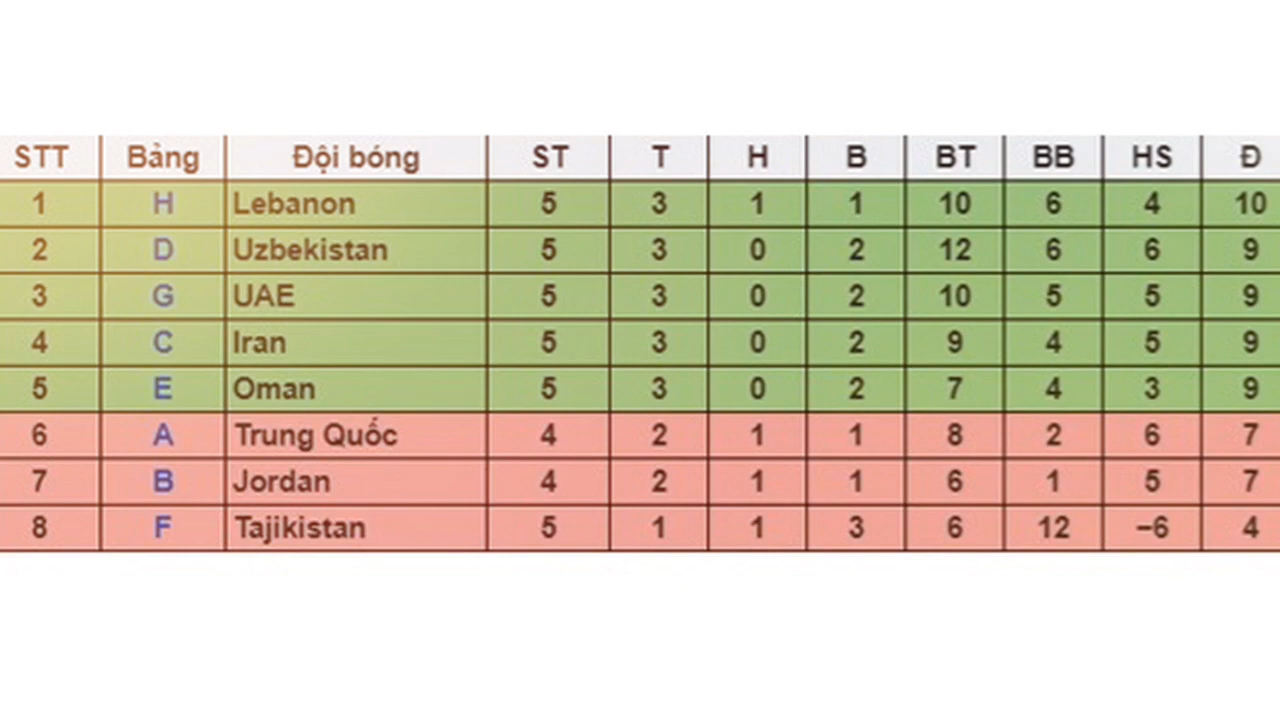 STT Bảng Đội bóng ST T H B BT BB HS Đ
1 H Lebanon 5 3 1 1 10 6 4 10
2 D Uzbekistan 5 3 0 2 12 6 6 9
3 G UAE 5 3 0 2 10 5 5 9
4 C Iran 5 3 0 2 9 4 5 9
5 E Oman 5 3 0 2 7 4 3 9
6 A Trung Quốc 4 2 1 1 8 2 6 7
7 B Jordan 4 2 1 1 6 1 5 7
8 F Tajikistan 5 1 1 3 6 12 −6 4